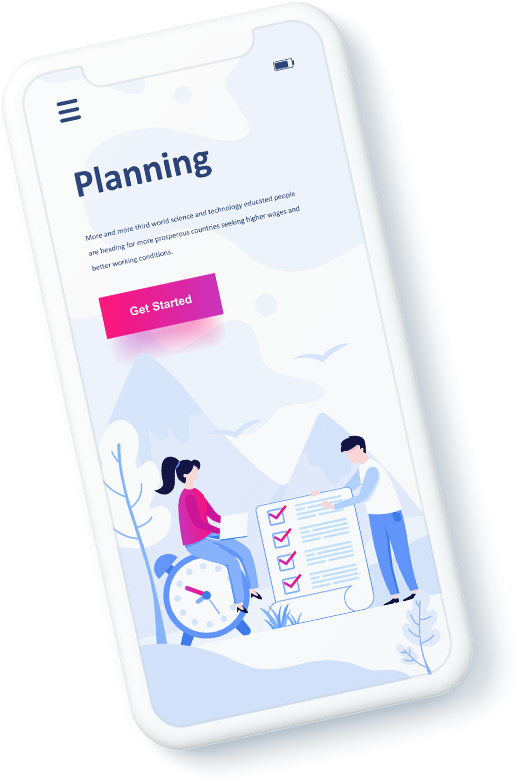 Planning
More and more third world science and technology educated people
are heading for more prosperous countries seeking higher wages and
better working conditions.
Get Started